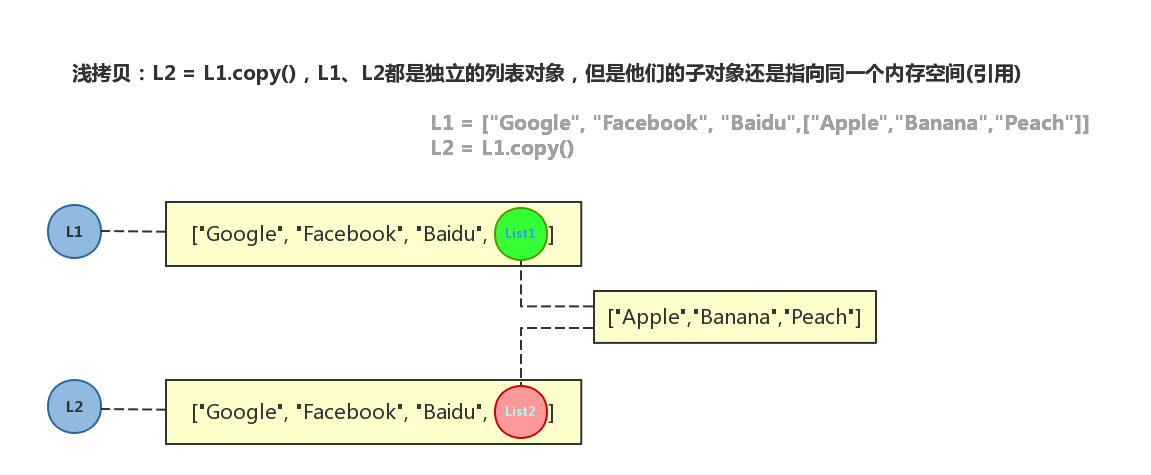 浅拷贝：L2 = L1.copy()，L1、L2都是独立的列表对象，但是他们的子对象还是指向同一个内存空间(引用)
L1 = ["Google", "Facebook", "Baidu",["Apple","Banana","Peach"]]
L2 = L1.copy()
L1
["Google", "Facebook", "Baidu", List1 ]
["Apple","Banana","Peach"]
L2
["Google", "Facebook", "Baidu", List2 ]